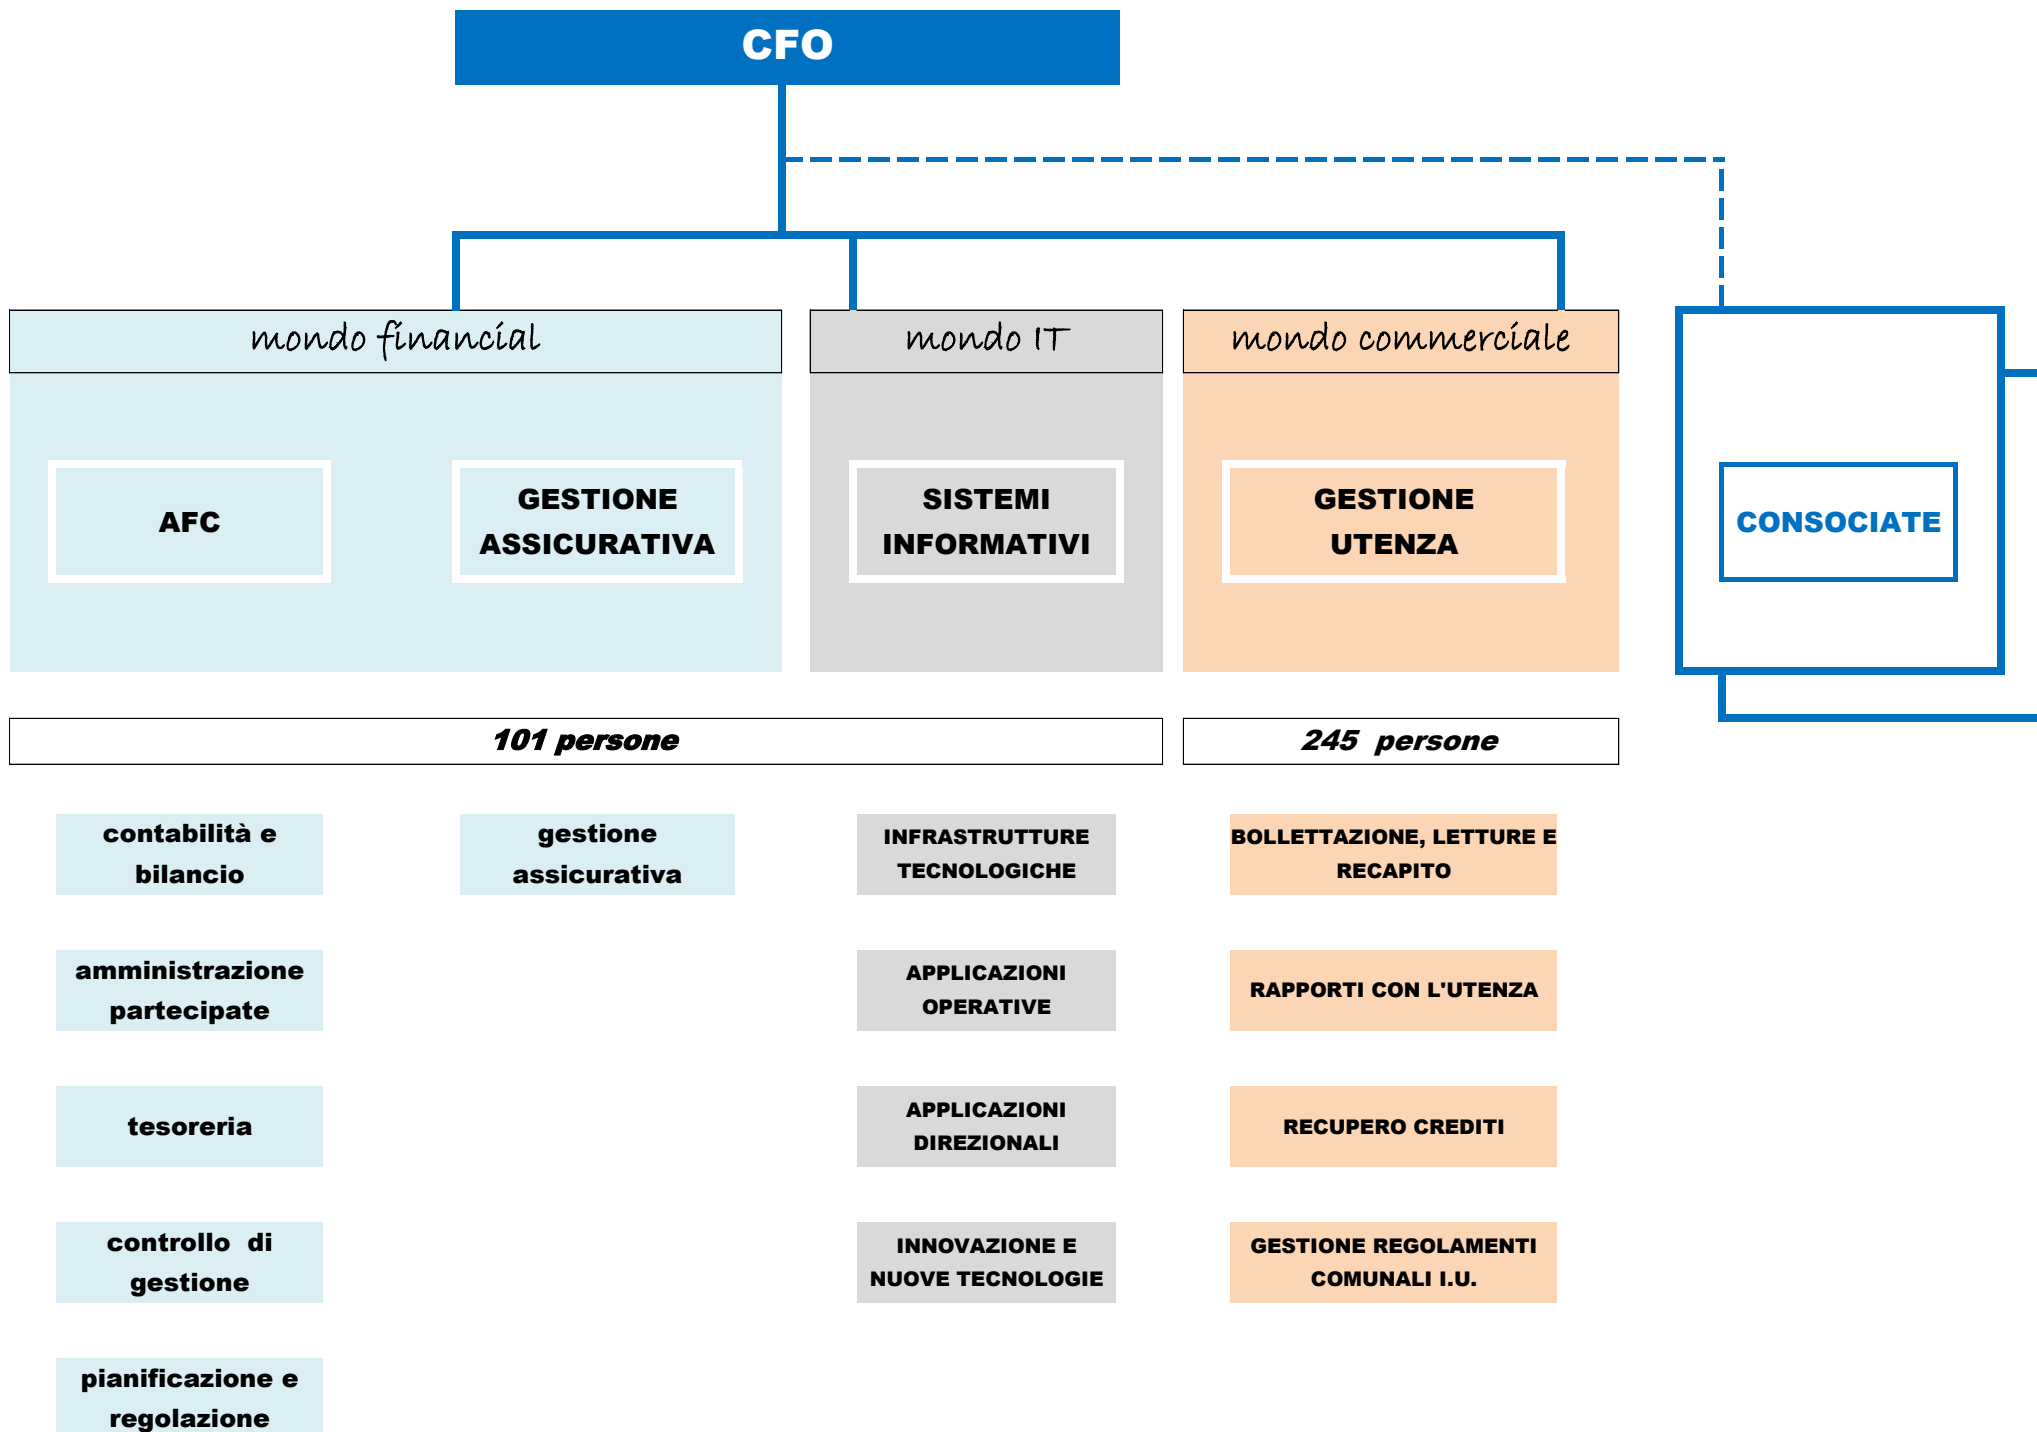 CFO
mondo financial
mondo IT
mondo commerciale
AFC
GESTIONE
ASSICURATIVA
SISTEMI
INFORMATIVI
GESTIONE
UTENZA
CONSOCIATE
101 persone
245 persone
contabilità e
bilancio
gestione
assicurativa
INFRASTRUTTURE
TECNOLOGICHE
BOLLETTAZIONE, LETTURE E
RECAPITO
amministrazione
partecipate
APPLICAZIONI
OPERATIVE
RAPPORTI CON L'UTENZA
tesoreria
APPLICAZIONI
DIREZIONALI
RECUPERO CREDITI
controllo di
gestione
INNOVAZIONE E
NUOVE TECNOLOGIE
GESTIONE REGOLAMENTI
COMUNALI I.U.
pianificazione e
regolazione